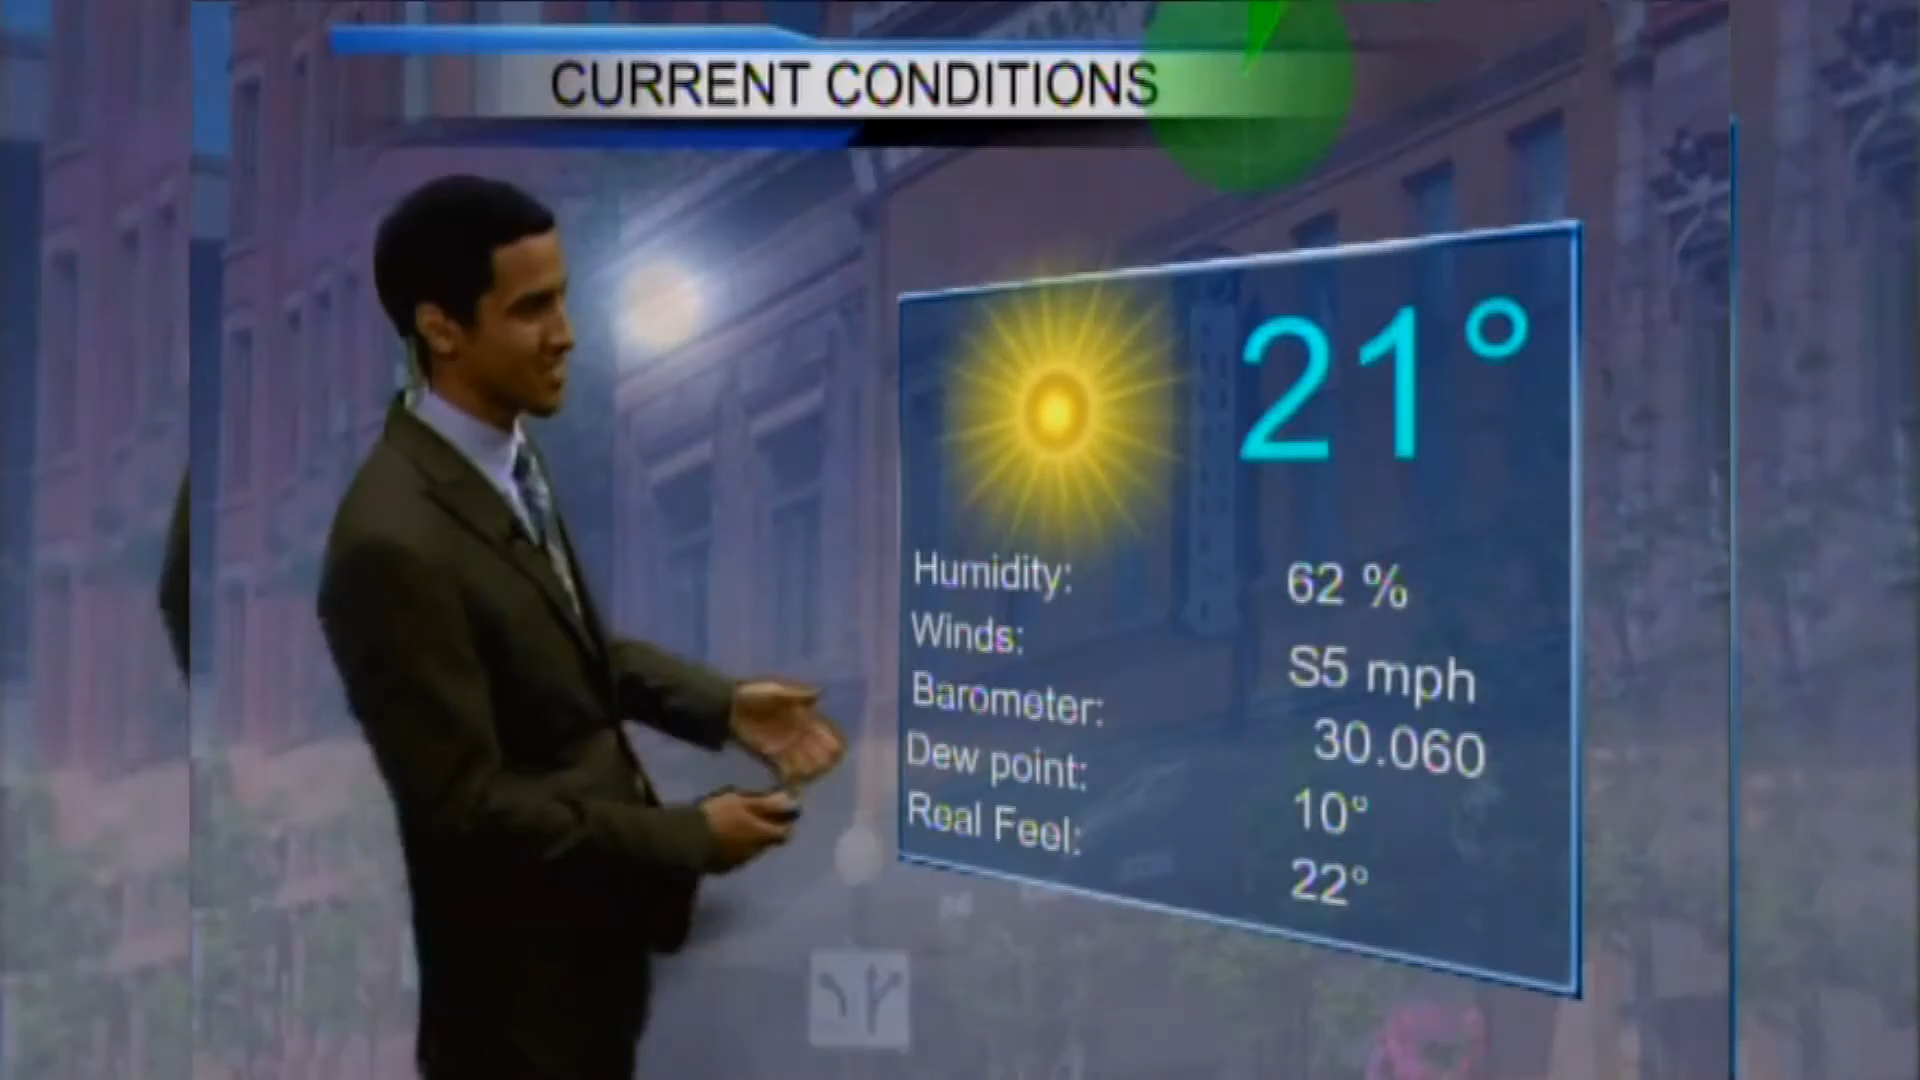 CURRENT CONDITIONS
21°
Humidity: 62 %
Winds: S5 mph
Barometer: 30.060
Dew point: 10°
Real Feel: 22°